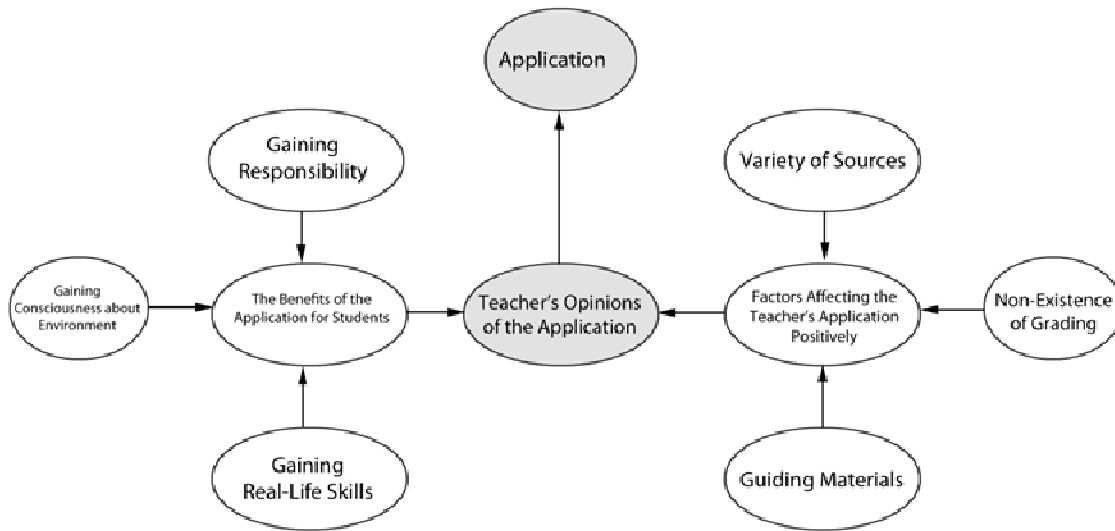 Application
Gaining
Responsibility
Variety of Sources
Gaining
Consciousness about
Environment
The Benefits of the
Application for Students
Teacher's Opinions
of the Application
Factors Affecting the
Teacher's Application
Positively
Non-Existence
of Grading
Gaining
Real-Life Skills
Guiding Materials